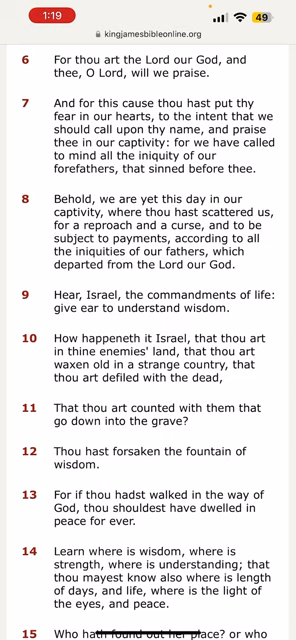 1:19
49
kingjamesbibleonline.org
6 For thou art the Lord our God, and
thee, O Lord, will we praise.
7 And for this cause thou hast put thy
fear in our hearts, to the intent that we
should call upon thy name, and praise
thee in our captivity: for we have called
to mind all the iniquity of our
forefathers, that sinned before thee.
8 Behold, we are yet this day in our
captivity, where thou hast scattered us,
for a reproach and a curse, and to be
subject to payments, according to all
the iniquities of our fathers, which
departed from the Lord our God.
9 Hear, Israel, the commandments of life:
give ear to understand wisdom.
10 How happeneth it Israel, that thou art
in thine enemies' land, that thou art
waxen old in a strange country, that
thou art defiled with the dead,
11 That thou art counted with them that
go down into the grave?
12 Thou hast forsaken the fountain of
wisdom.
13 For if thou hadst walked in the way of
God, thou shouldest have dwelled in
peace for ever.
14 Learn where is wisdom, where is
strength, where is understanding; that
thou mayest know also where is length
of days, and life, where is the light of
the eyes, and peace.
15 Who hath found out her place? or who